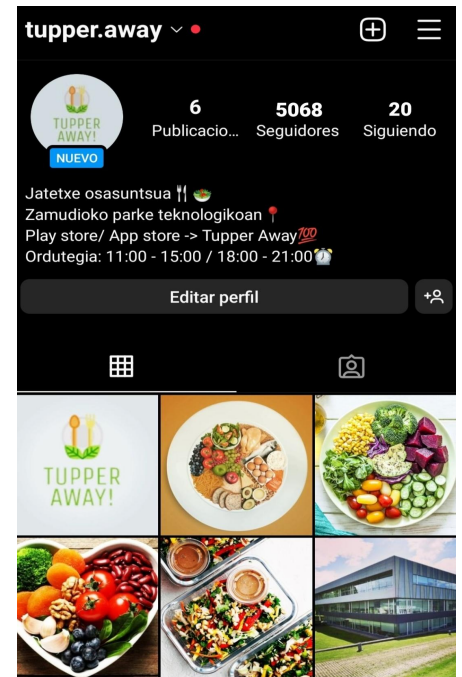 tupper.away
TUPPER
AWAY!
NUEVO
6
Publicacio...
5068
Seguidores
20
Siguiendo
Jatetxe osasuntsua 🍴 🥗
Zamudioko parke teknologikoan 📍
Play store/ App store -> Tupper Away💯
Ordutegia: 11:00 - 15:00 / 18:00 - 21:00⏰
Editar perfil
TUPPER
AWAY!